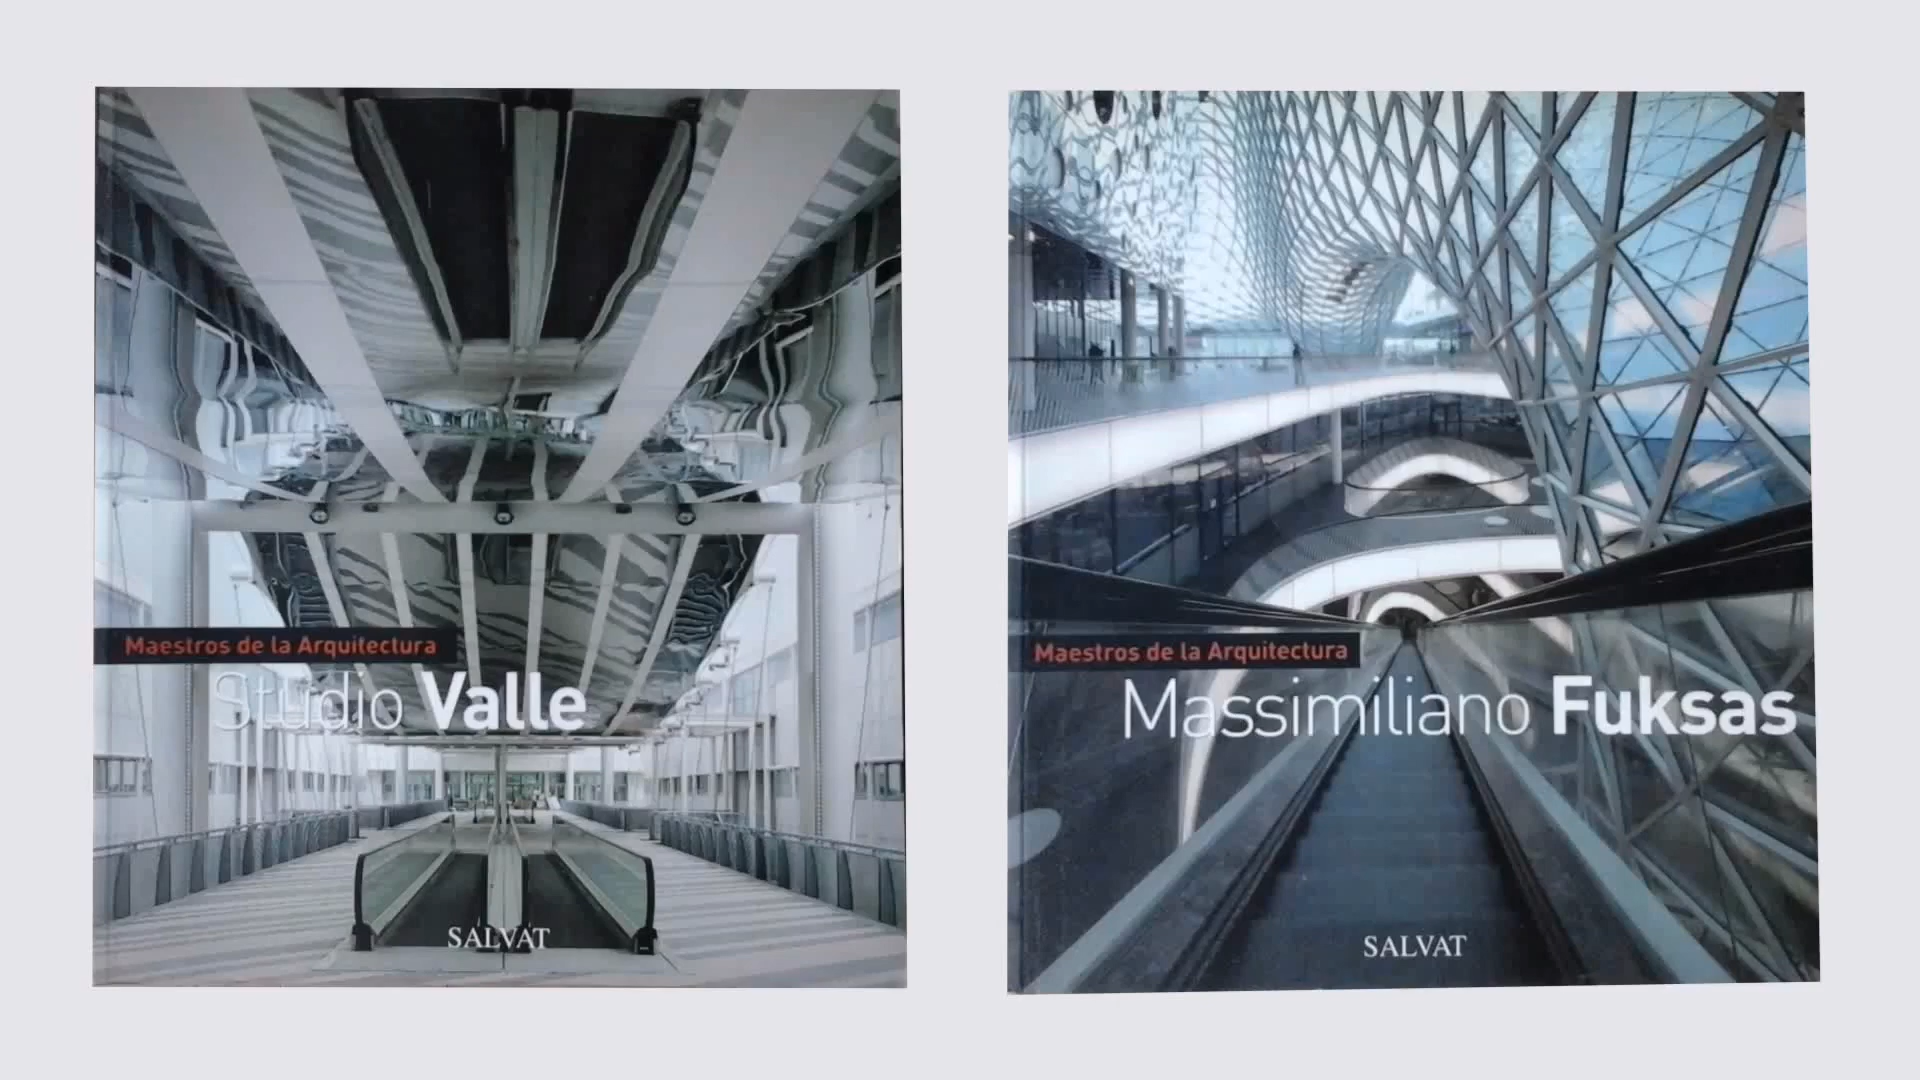 Maestros de la Arquitectura
Studio Valle
SALVAT
Maestros de la Arquitectura
Massimiliano Fuksas
SALVAT